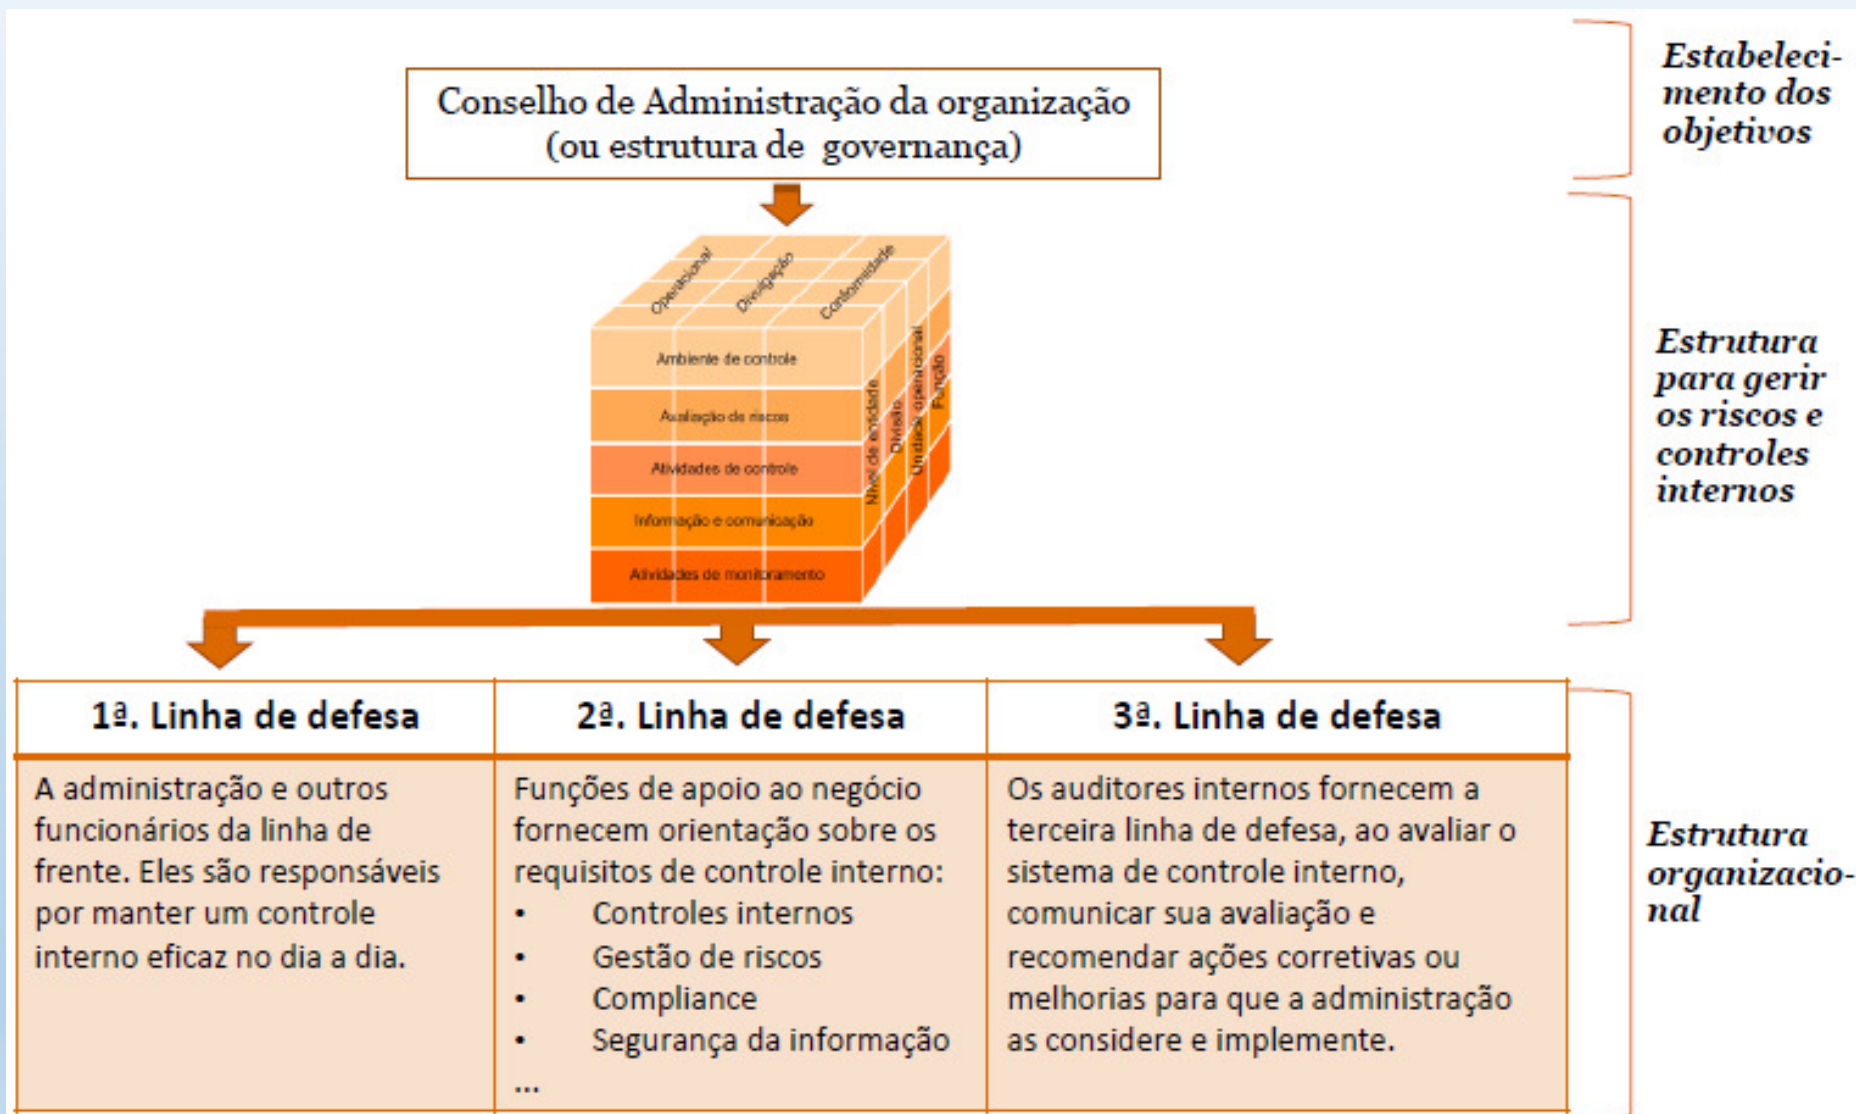 Conselho de Administração da organização
(ou estrutura de governança)
Estabeleci-
mento dos
objetivos
Operacional
Divulgação
Conformidade
Ambiente de controle
Avaliação de riscos
Atividades de controle
Informação e comunicação
Atividades de monitoramento
Nível de entidade
Divisão
Unidade operacional
Função
Estrutura
para gerir
os riscos e
controles
internos
1ª. Linha de defesa
A administração e outros
funcionários da linha de
frente. Eles são responsáveis
por manter um controle
interno eficaz no dia a dia.
2ª. Linha de defesa
Funções de apoio ao negócio
fornecem orientação sobre os
requisitos de controle interno:
• Controles internos
• Gestão de riscos
• Compliance
• Segurança da informação
...
3ª. Linha de defesa
Os auditores internos fornecem a
terceira linha de defesa, ao avaliar o
sistema de controle interno,
comunicar sua avaliação e
recomendar ações corretivas ou
melhorias para que a administração
as considere e implemente.
Estrutura
organizacio-
nal